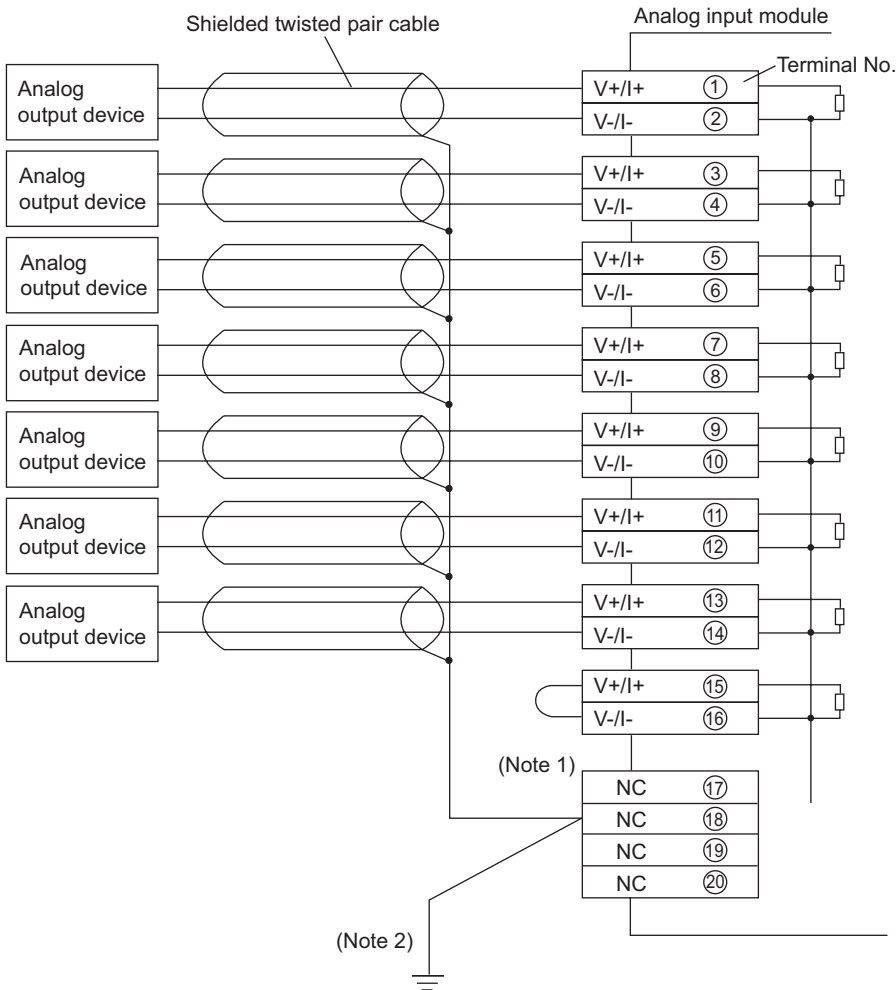 Shielded twisted pair cable
Analog input module
Terminal No.
Analog
output device
V+/I+ ①
V-/I- ②
Analog
output device
V+/I+ ③
V-/I- ④
Analog
output device
V+/I+ ⑤
V-/I- ⑥
Analog
output device
V+/I+ ⑦
V-/I- ⑧
Analog
output device
V+/I+ ⑨
V-/I- ⑩
Analog
output device
V+/I+ ⑪
V-/I- ⑫
Analog
output device
V+/I+ ⑬
V-/I- ⑭
V+/I+ ⑮
V-/I- ⑯
(Note 1)
NC ⑰
NC ⑱
NC ⑲
NC ⑳
(Note 2)